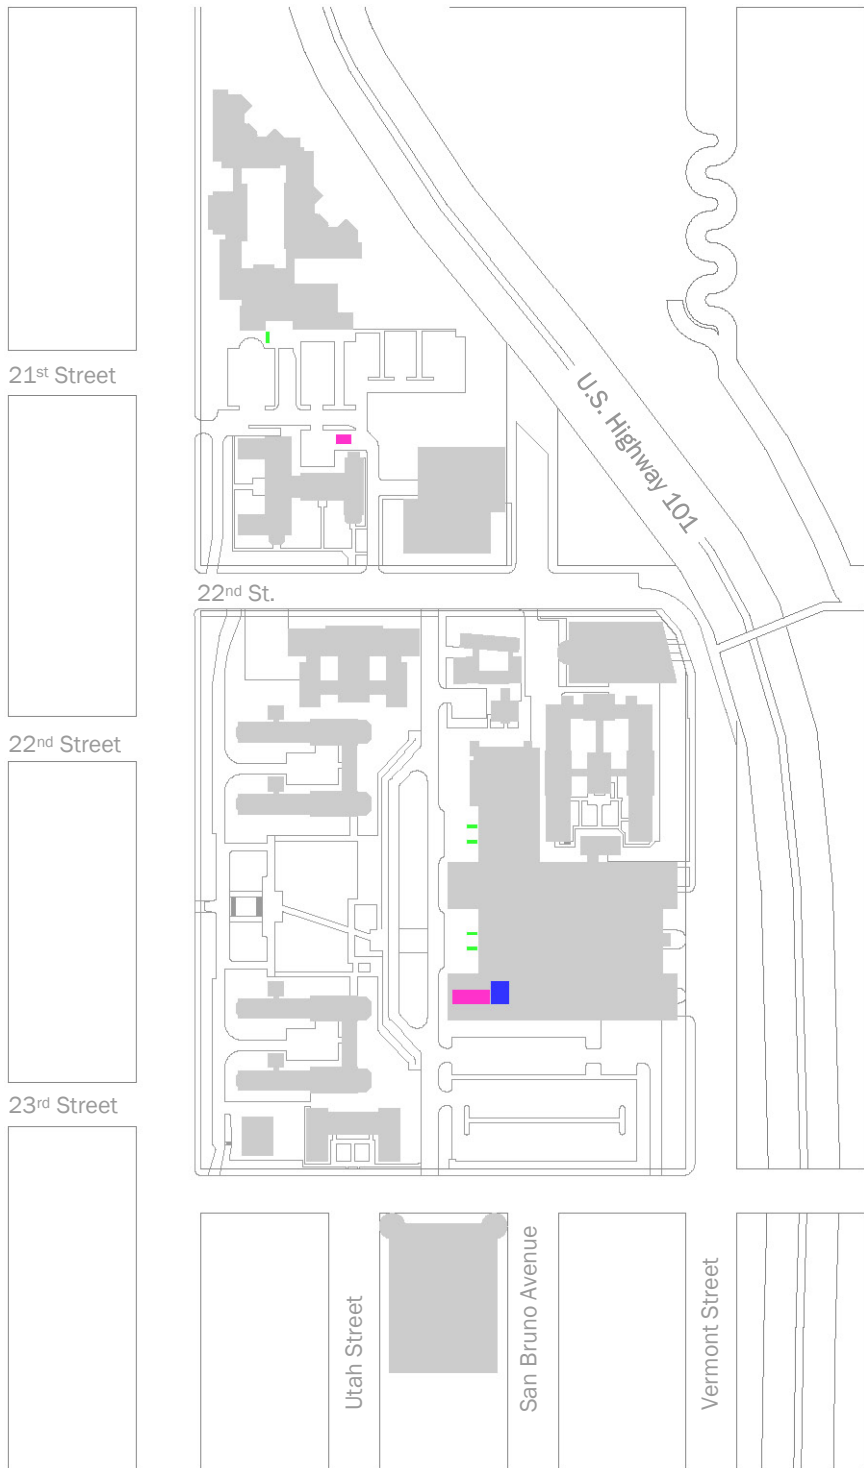 21st Street
U.S. Highway 101
22nd St.
22nd Street
23rd Street
Utah Street
San Bruno Avenue
Vermont Street